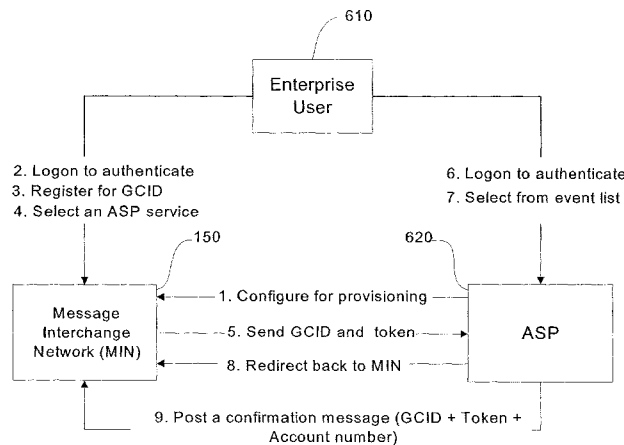 610
Enterprise
User
2. Logon to authenticate
3. Register for GCID
4. Select an ASP service
6. Logon to authenticate
7. Select from event list
150
620
Message
Interchange
Network (MIN)
1. Configure for provisioning
5. Send GCID and token
8. Redirect back to MIN
ASP
9. Post a confirmation message (GCID + Token +
Account number)